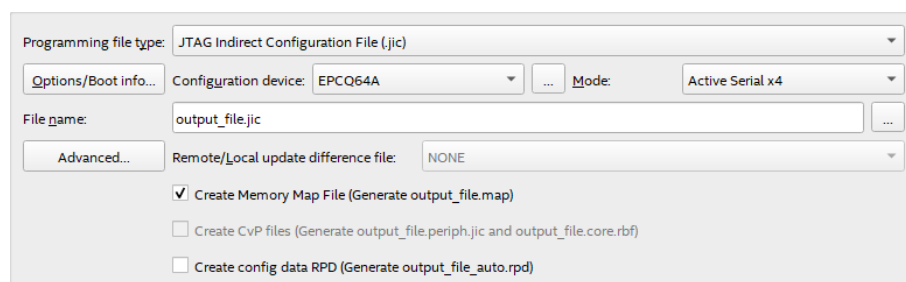 Programming file type: JTAG Indirect Configuration File (.jic)
Options/Boot info... Configuration device: EPCQ64A ... Mode: Active Serial x4
File name: output_file.jic ...
Advanced... Remote/Local update difference file: NONE
Create Memory Map File (Generate output_file.map)
Create CvP files (Generate output_file.periph.jic and output_file.core.rbf)
Create config data RPD (Generate output_file_auto.rpd)